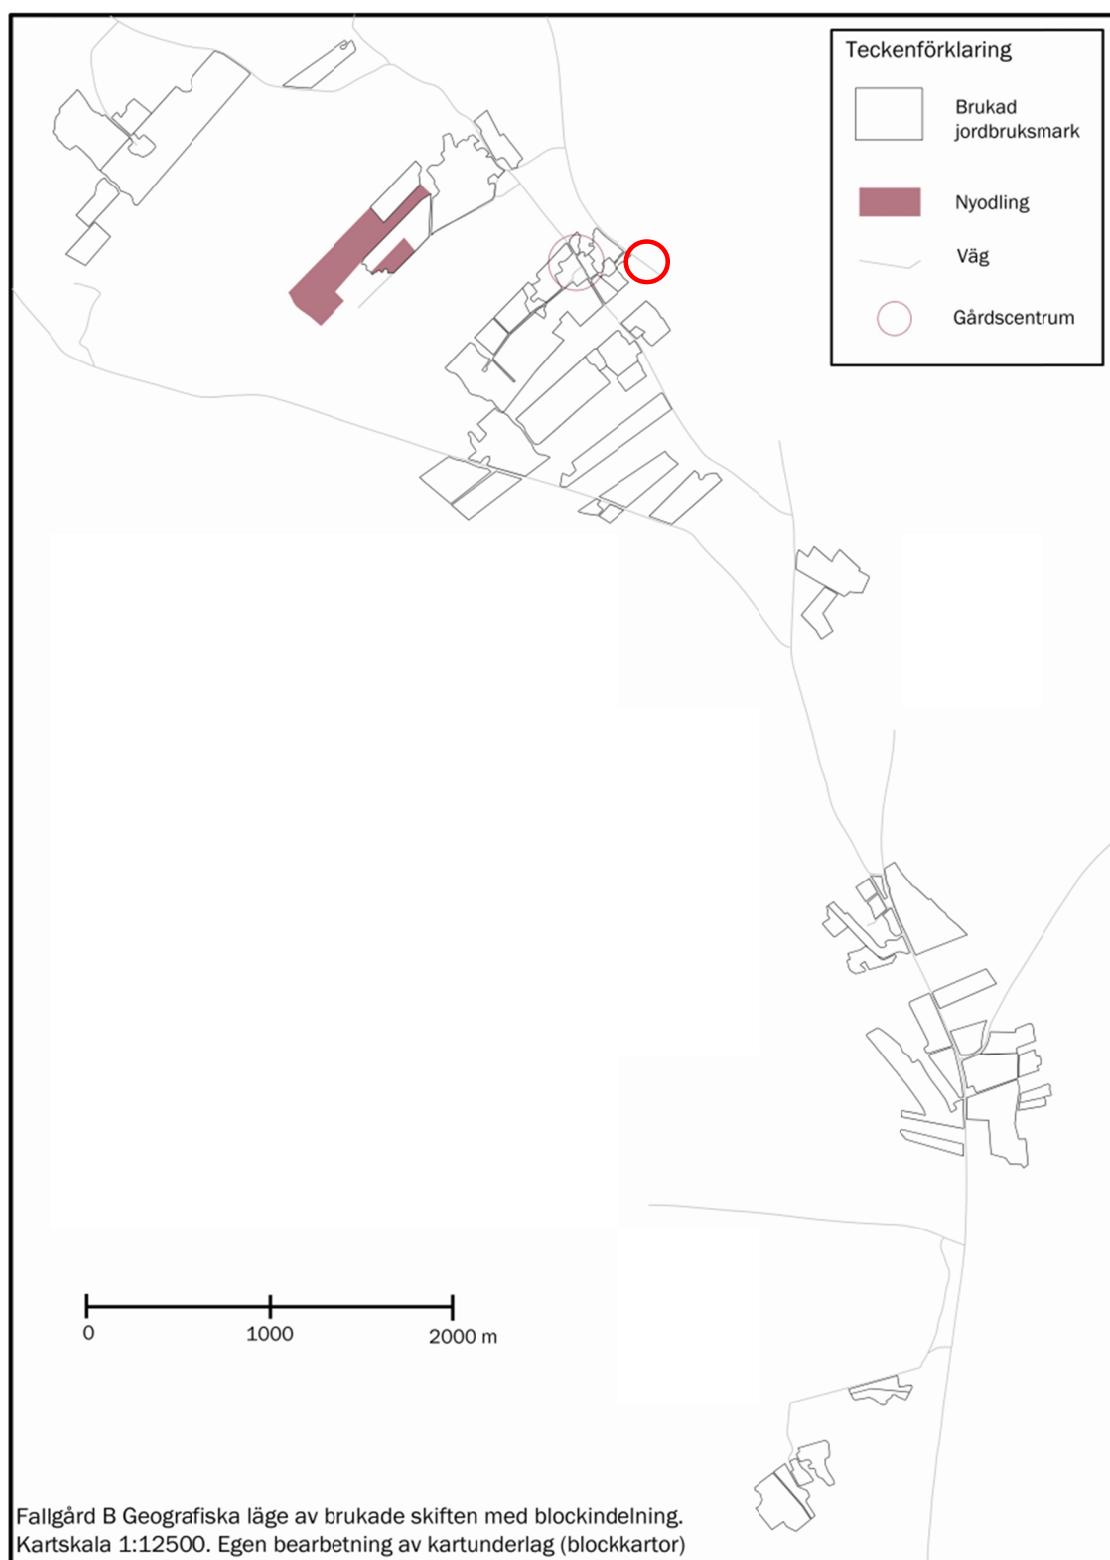 Teckenförklaring
Brukad
jordbruksmark
Nyodling
Väg
Gårdscentrum
0 1000 2000 m
Fallgård B Geografiska läge av brukade skiften med blockindelning.
Kartskala 1:12500. Egen bearbetning av kartunderlag (blockkartor)